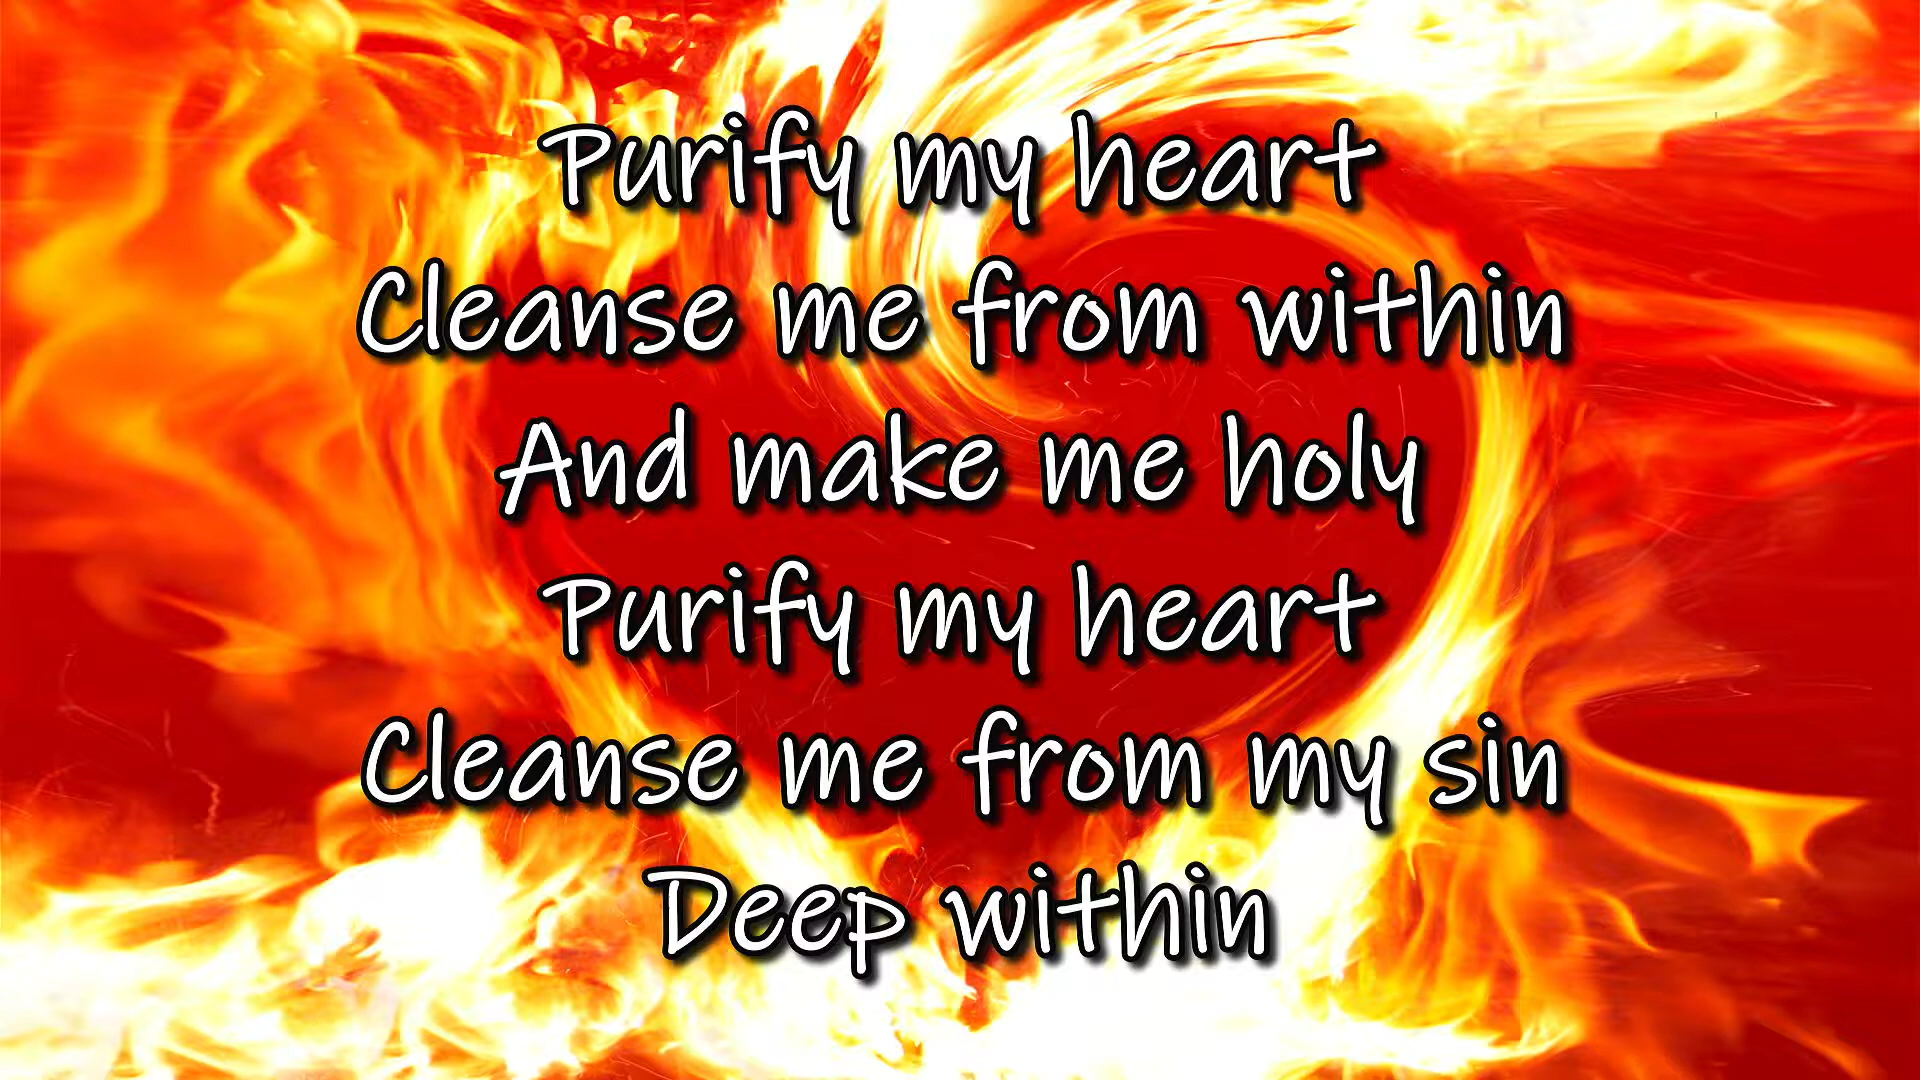 Purify my heart
Cleanse me from within
And make me holy
Purify my heart
Cleanse me from my sin
Deep within